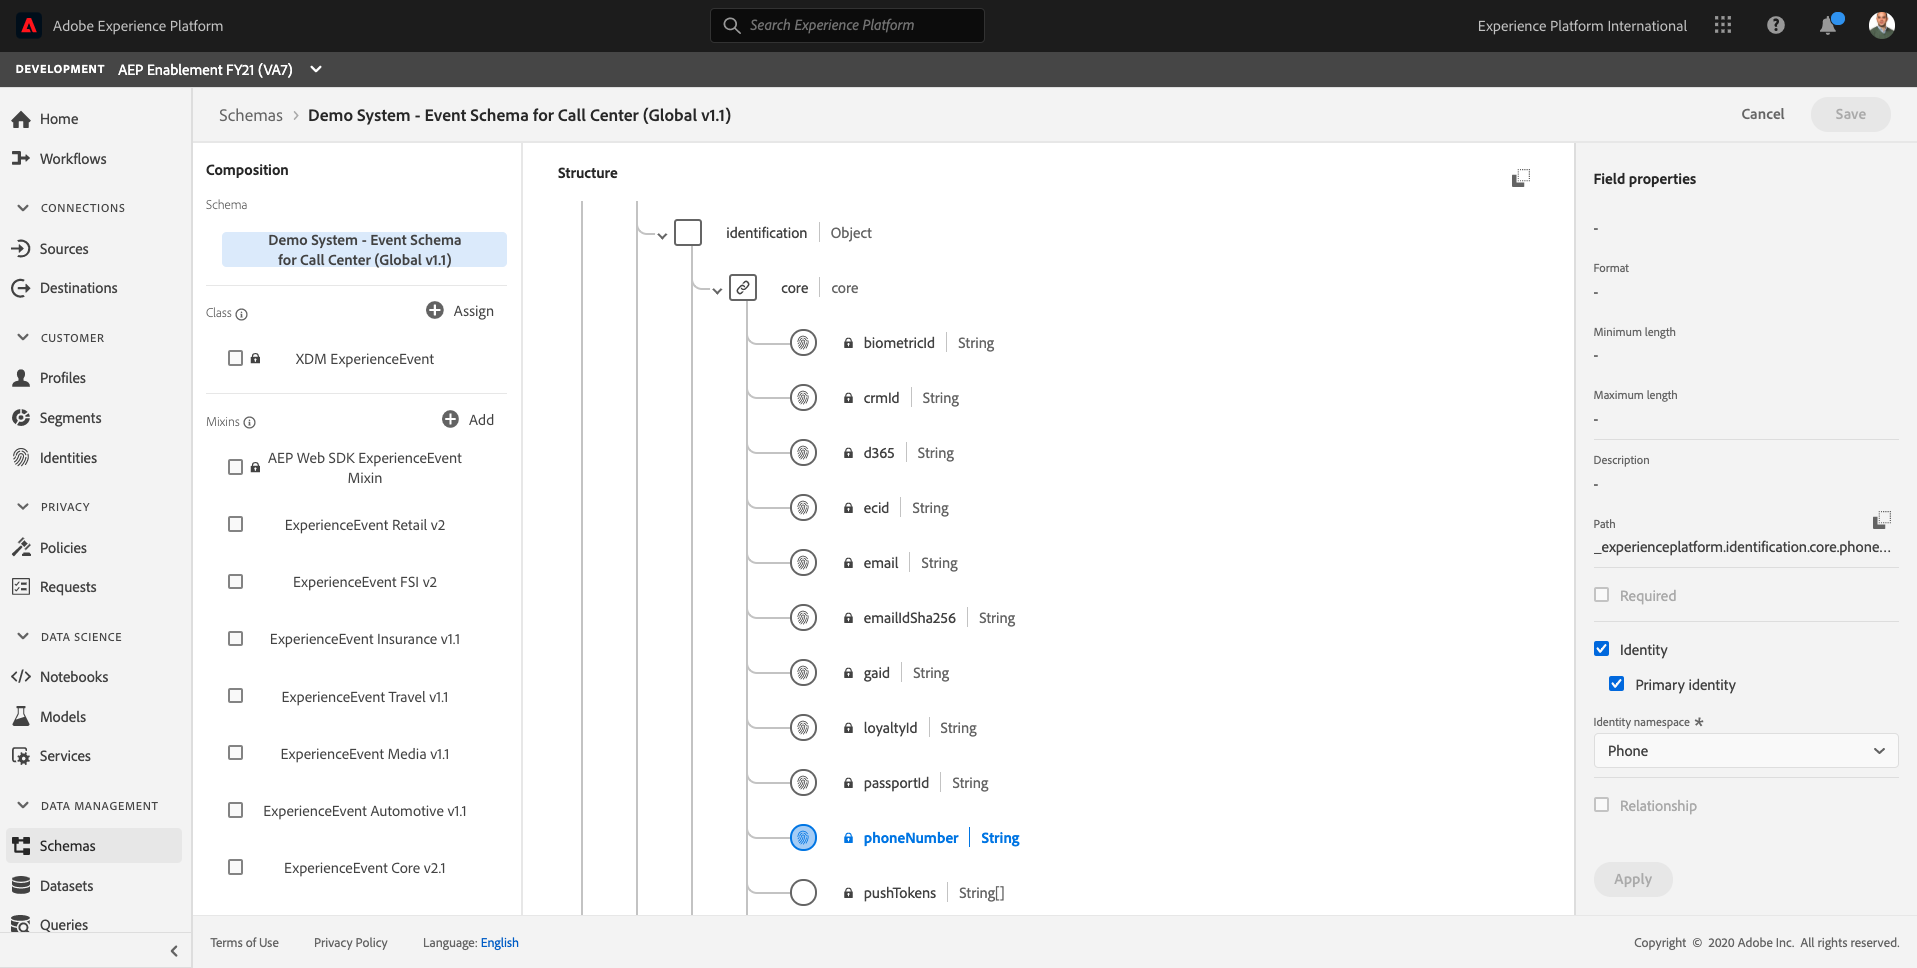 Adobe Experience Platform
Search Experience Platform
Experience Platform International
DEVELOPMENT AEP Enablement FY21 (VA7)
Home
Workflows
CONNECTIONS
Sources
Destinations
CUSTOMER
Profiles
Segments
Identities
PRIVACY
Policies
Requests
DATA SCIENCE
Notebooks
Models
Services
DATA MANAGEMENT
Schemas
Datasets
Queries
Schemas > Demo System - Event Schema for Call Center (Global v1.1)
Cancel
Save
Composition
Schema
Demo System - Event Schema
for Call Center (Global v1.1)
Class
Assign
XDM ExperienceEvent
Mixins
Add
AEP Web SDK ExperienceEvent
Mixin
ExperienceEvent Retail v2
ExperienceEvent FSI v2
ExperienceEvent Insurance v1.1
ExperienceEvent Travel v1.1
ExperienceEvent Media v1.1
ExperienceEvent Automotive v1.1
ExperienceEvent Core v2.1
Structure
identification | Object
core | core
biometricId | String
crmId | String
d365 | String
ecid | String
email | String
emailIdSha256 | String
gaid | String
loyaltyId | String
passportId | String
phoneNumber | String
pushTokens | String[]
Field properties
-
Format
-
Minimum length
-
Maximum length
-
Description
-
Path
_experienceplatform.identification.core.phone...
Required
Identity
Primary identity
Identity namespace *
Phone
Relationship
Apply
Terms of Use
Privacy Policy
Language: English
Copyright © 2020 Adobe Inc. All rights reserved.